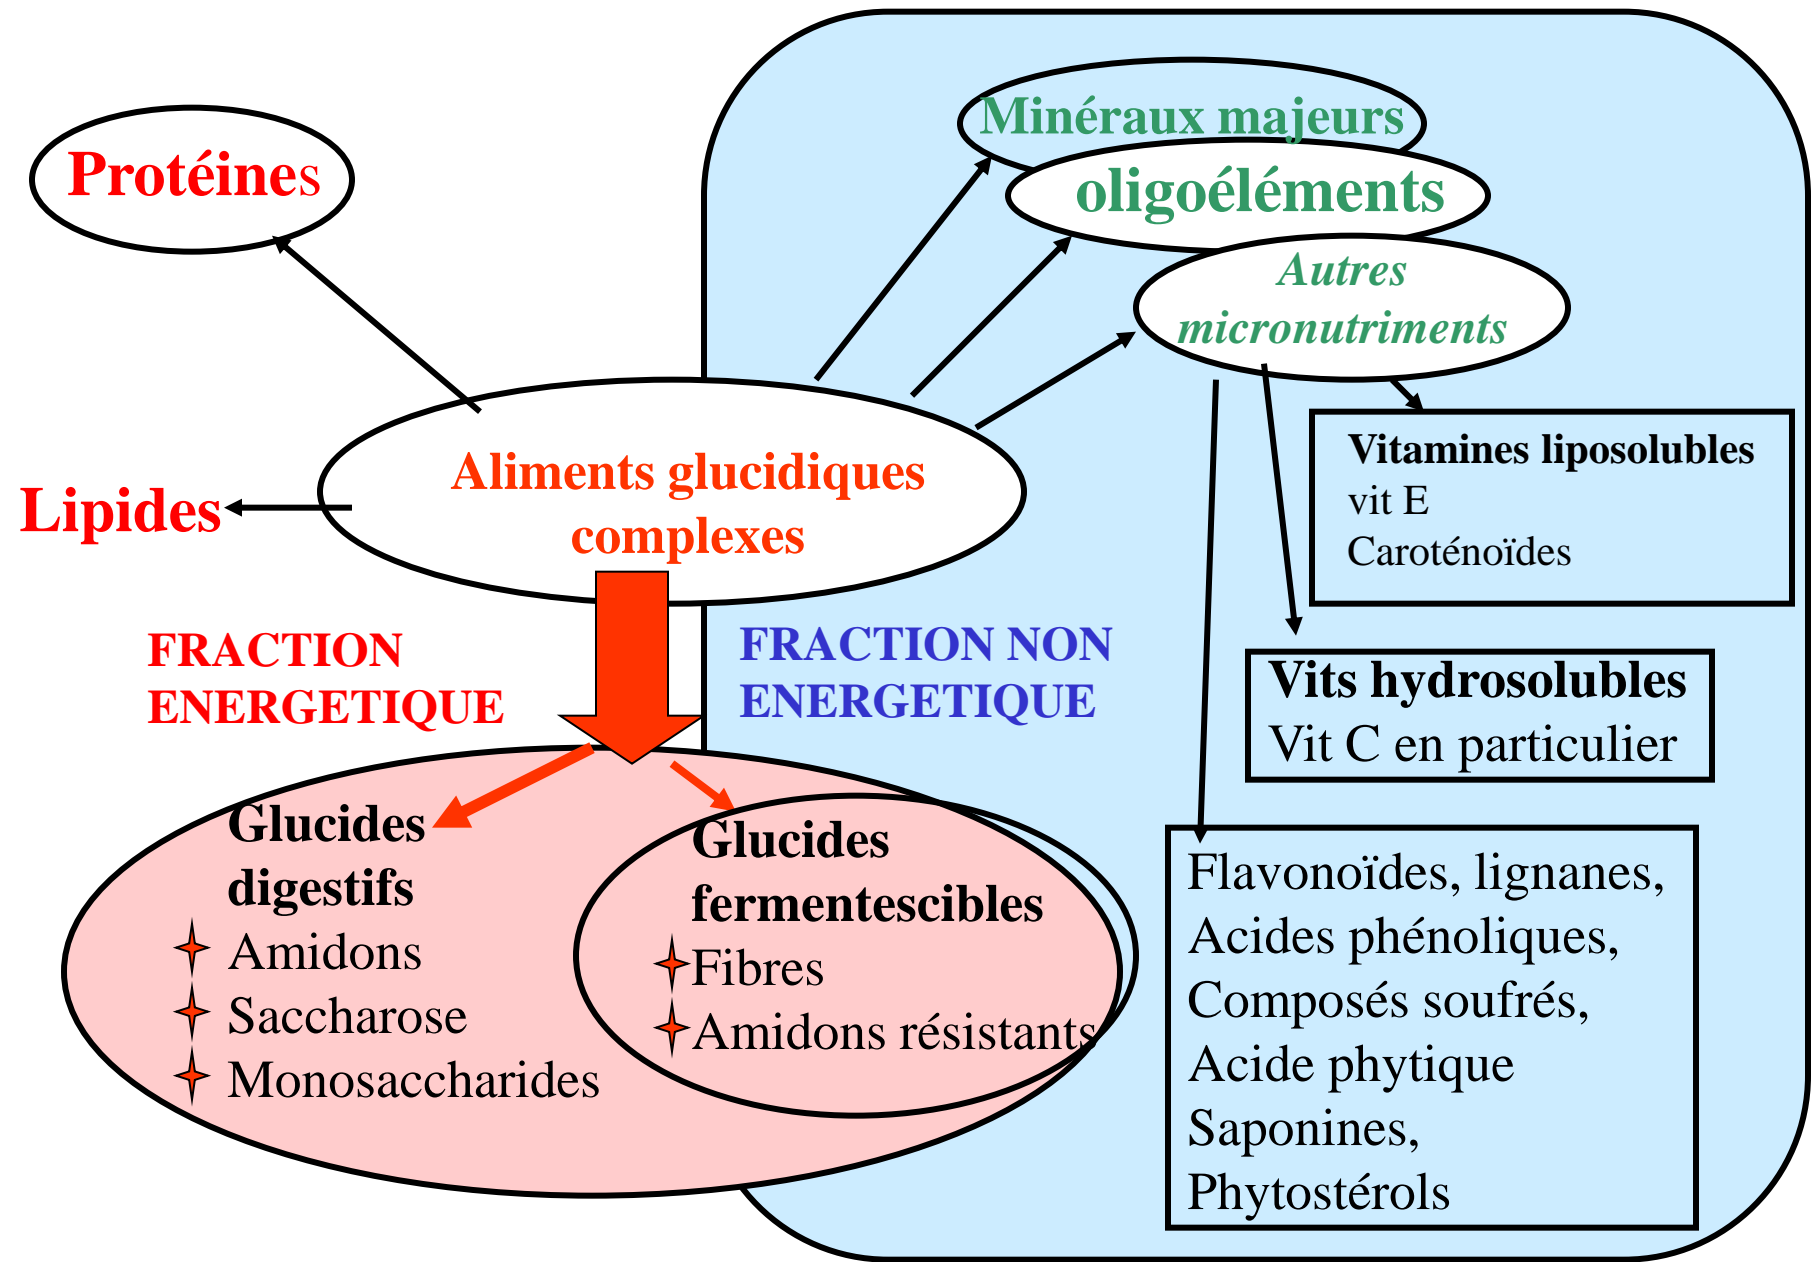 Minéraux majeurs
Protéines
oligoéléments
Autres
micronutriments
Aliments glucidiques
complexes
Lipides
Vitamines liposolubles
vit E
Caroténoïdes
FRACTION
ENERGETIQUE
FRACTION NON
ENERGETIQUE
Vits hydrosolubles
Vit C en particulier
Glucides
digestifs
Amidons
Saccharose
Monosaccharides
Glucides
fermentescibles
Fibres
Amidons résistants
Flavonoïdes, lignanes,
Acides phénoliques,
Composés soufrés,
Acide phytique
Saponines,
Phytostérols